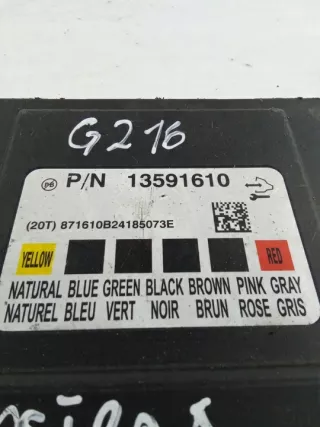 G216
P/N 13591610
(20T) 871610B24185073E
YELLOW RED
NATURAL BLUE GREEN BLACK BROWN PINK GRAY
NATUREL BLEU VERT NOIR BRUN ROSE GRIS